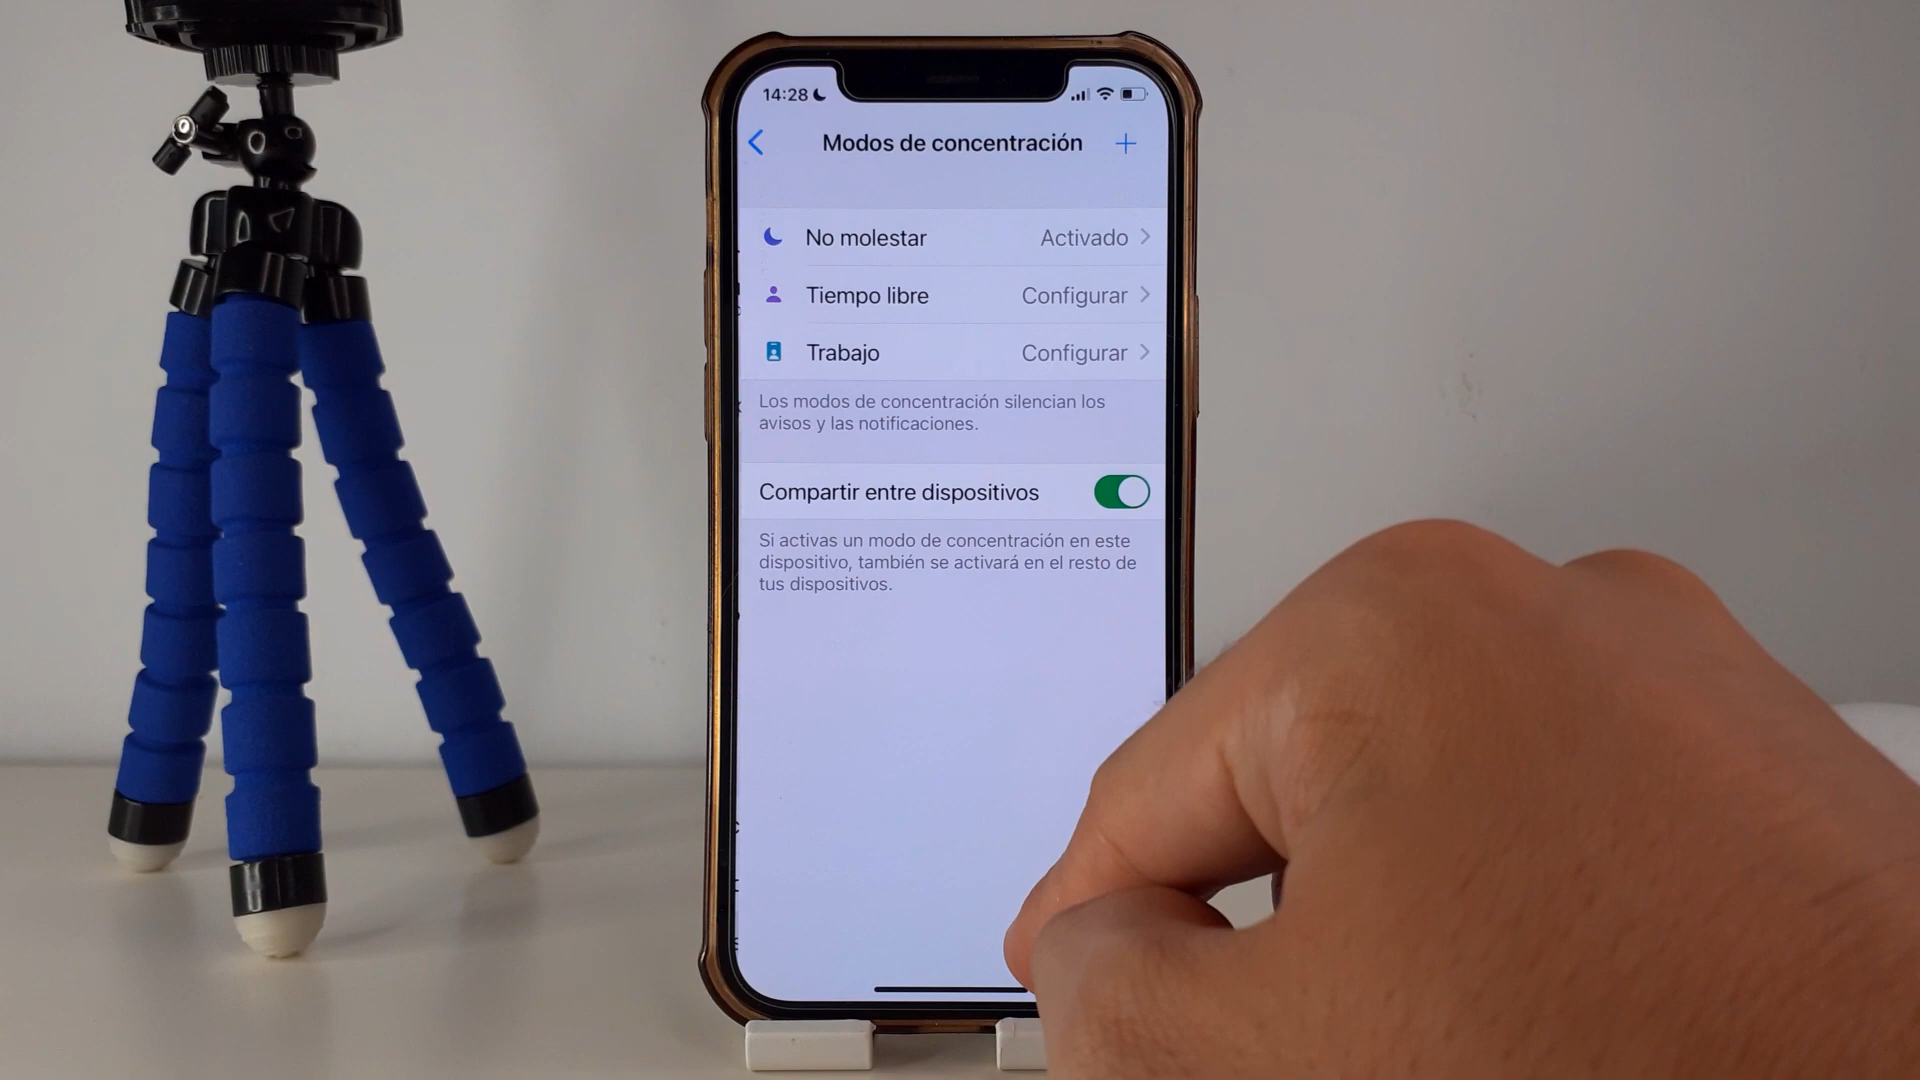 14:28
Modos de concentración
No molestar Activado
Tiempo libre Configurar
Trabajo Configurar
Los modos de concentración silencian los
avisos y las notificaciones.
Compartir entre dispositivos
Si activas un modo de concentración en este
dispositivo, también se activará en el resto de
tus dispositivos.